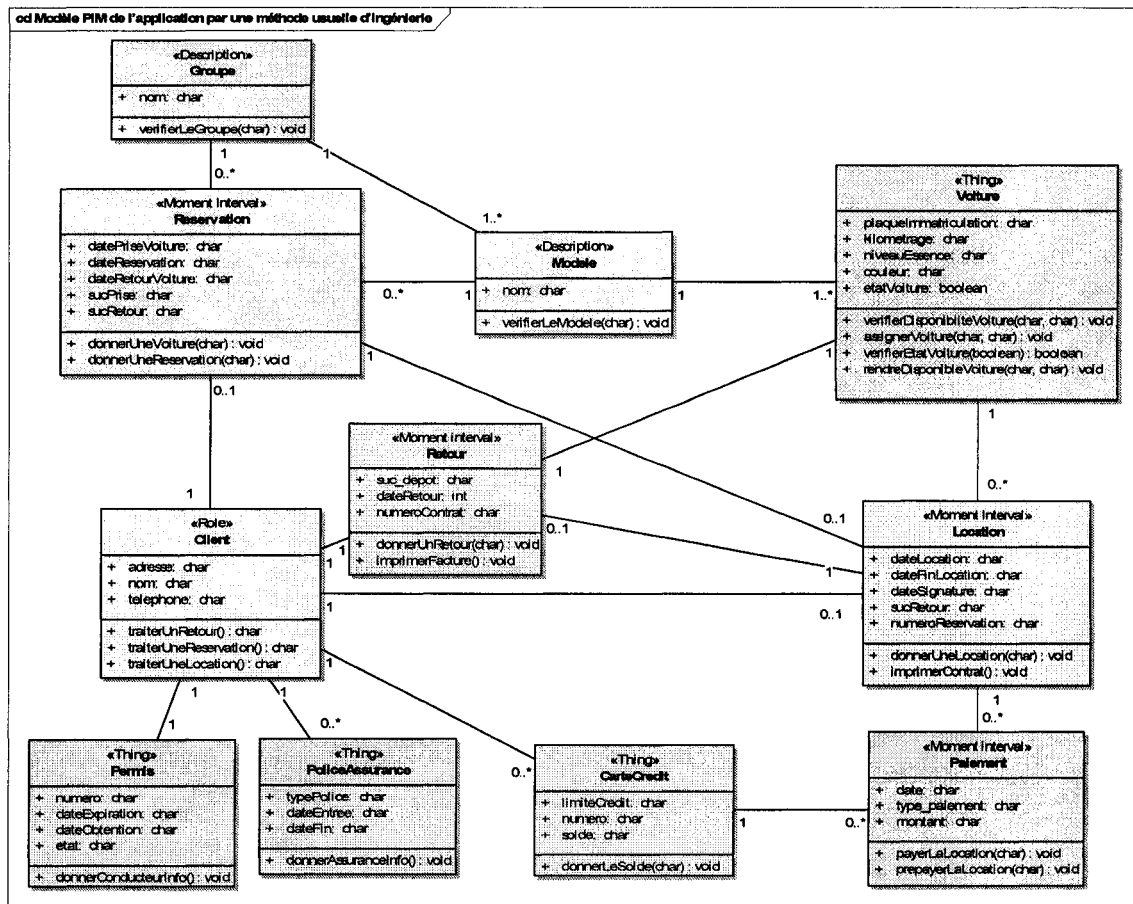 cd Modèle PIM de l'application par une méthode usuelle d'ingénierie
«Description»
Groupe
+ nom: char
+ verifierLeGroupe(char) : void
1
1
0..*
1..*
«Moment Interval»
Reservation
+ datePriseVoiture: char
+ dateReservation: char
+ dateRetourVoiture: char
+ sucPrise: char
+ sucRetour: char
+ donnerUneVoiture(char) : void
+ donnerUneReservation(char) : void
0..*
1
1
0..1
«Description»
Modele
+ nom: char
+ verifierLeModele(char) : void
1
1..*
«Thing»
Voiture
+ plaqueImmatriculation: char
+ kilometrage: char
+ niveauEssence: char
+ couleur: char
+ etatVoiture: boolean
+ verifierDisponibliteVoiture(char, char) : void
+ assignerVoiture(char, char) : void
+ verifierEtatVoiture(boolean) : boolean
+ rendreDisponibleVoiture(char, char) : void
1
1
0..*
«Moment Interval»
Retour
+ suc_depot: char
+ dateRetour: int
+ numeroContrat: char
+ donnerUnRetour(char) : void
+ imprimerFacture() : void
1
0..1
1
1
«Role»
Client
+ adresse: char
+ nom: char
+ telephone: char
+ traiterUnRetour() : char
+ traiterUneReservation() : char
+ traiterUneLocation() : char
1
1
1
1
1
0..1
1
0..1
«Moment Interval»
Location
+ dateLocation: char
+ dateFinLocation: char
+ dateSignature: char
+ sucRetour: char
+ numeroReservation: char
+ donnerUneLocation(char) : void
+ imprimerContrat() : void
1
0..*
1
0..*
0..*
«Thing»
Permis
+ numero: char
+ dateExpiration: char
+ dateObtention: char
+ etat: char
+ donnerConducteurInfo() : void
«Thing»
PoliceAssurance
+ typePolice: char
+ dateEntree: char
+ dateFin: char
+ donnerAssuranceInfo() : void
«Thing»
CarteCredit
+ limiteCredit: char
+ numero: char
+ solde: char
+ donnerLeSolde(char) : void
1
0..*
«Moment Interval»
Paiement
+ date: char
+ type_paiement: char
+ montant: char
+ payerLaLocation(char) : void
+ prepayerLaLocation(char) : void